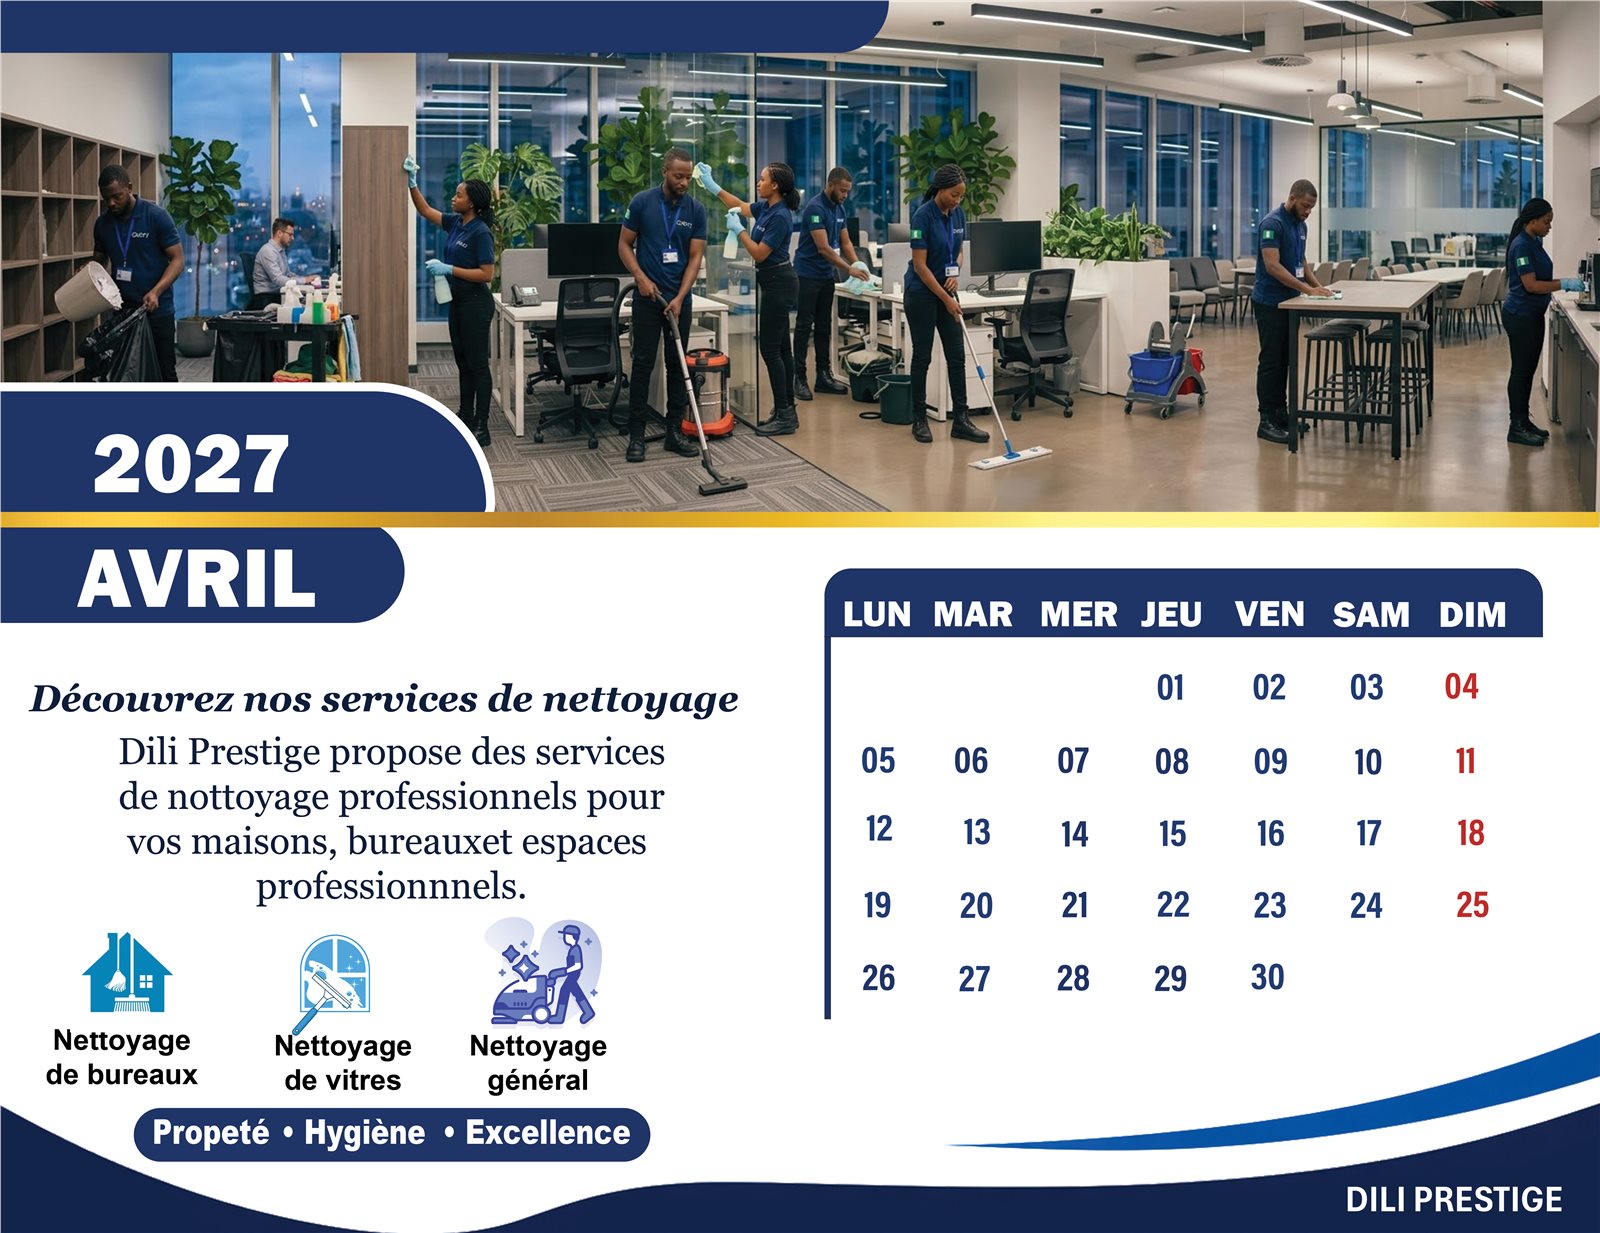 2027
AVRIL
Découvrez nos services de nettoyage
Dili Prestige propose des services
de nottoyage professionnels pour
vos maisons, bureauxet espaces
professionnnels.
Nettoyage
de bureaux
Nettoyage
de vitres
Nettoyage
général
Propeté • Hygiène • Excellence
LUN MAR MER JEU VEN SAM DIM
01 02 03 04
05 06 07 08 09 10 11
12 13 14 15 16 17 18
19 20 21 22 23 24 25
26 27 28 29 30
DILI PRESTIGE